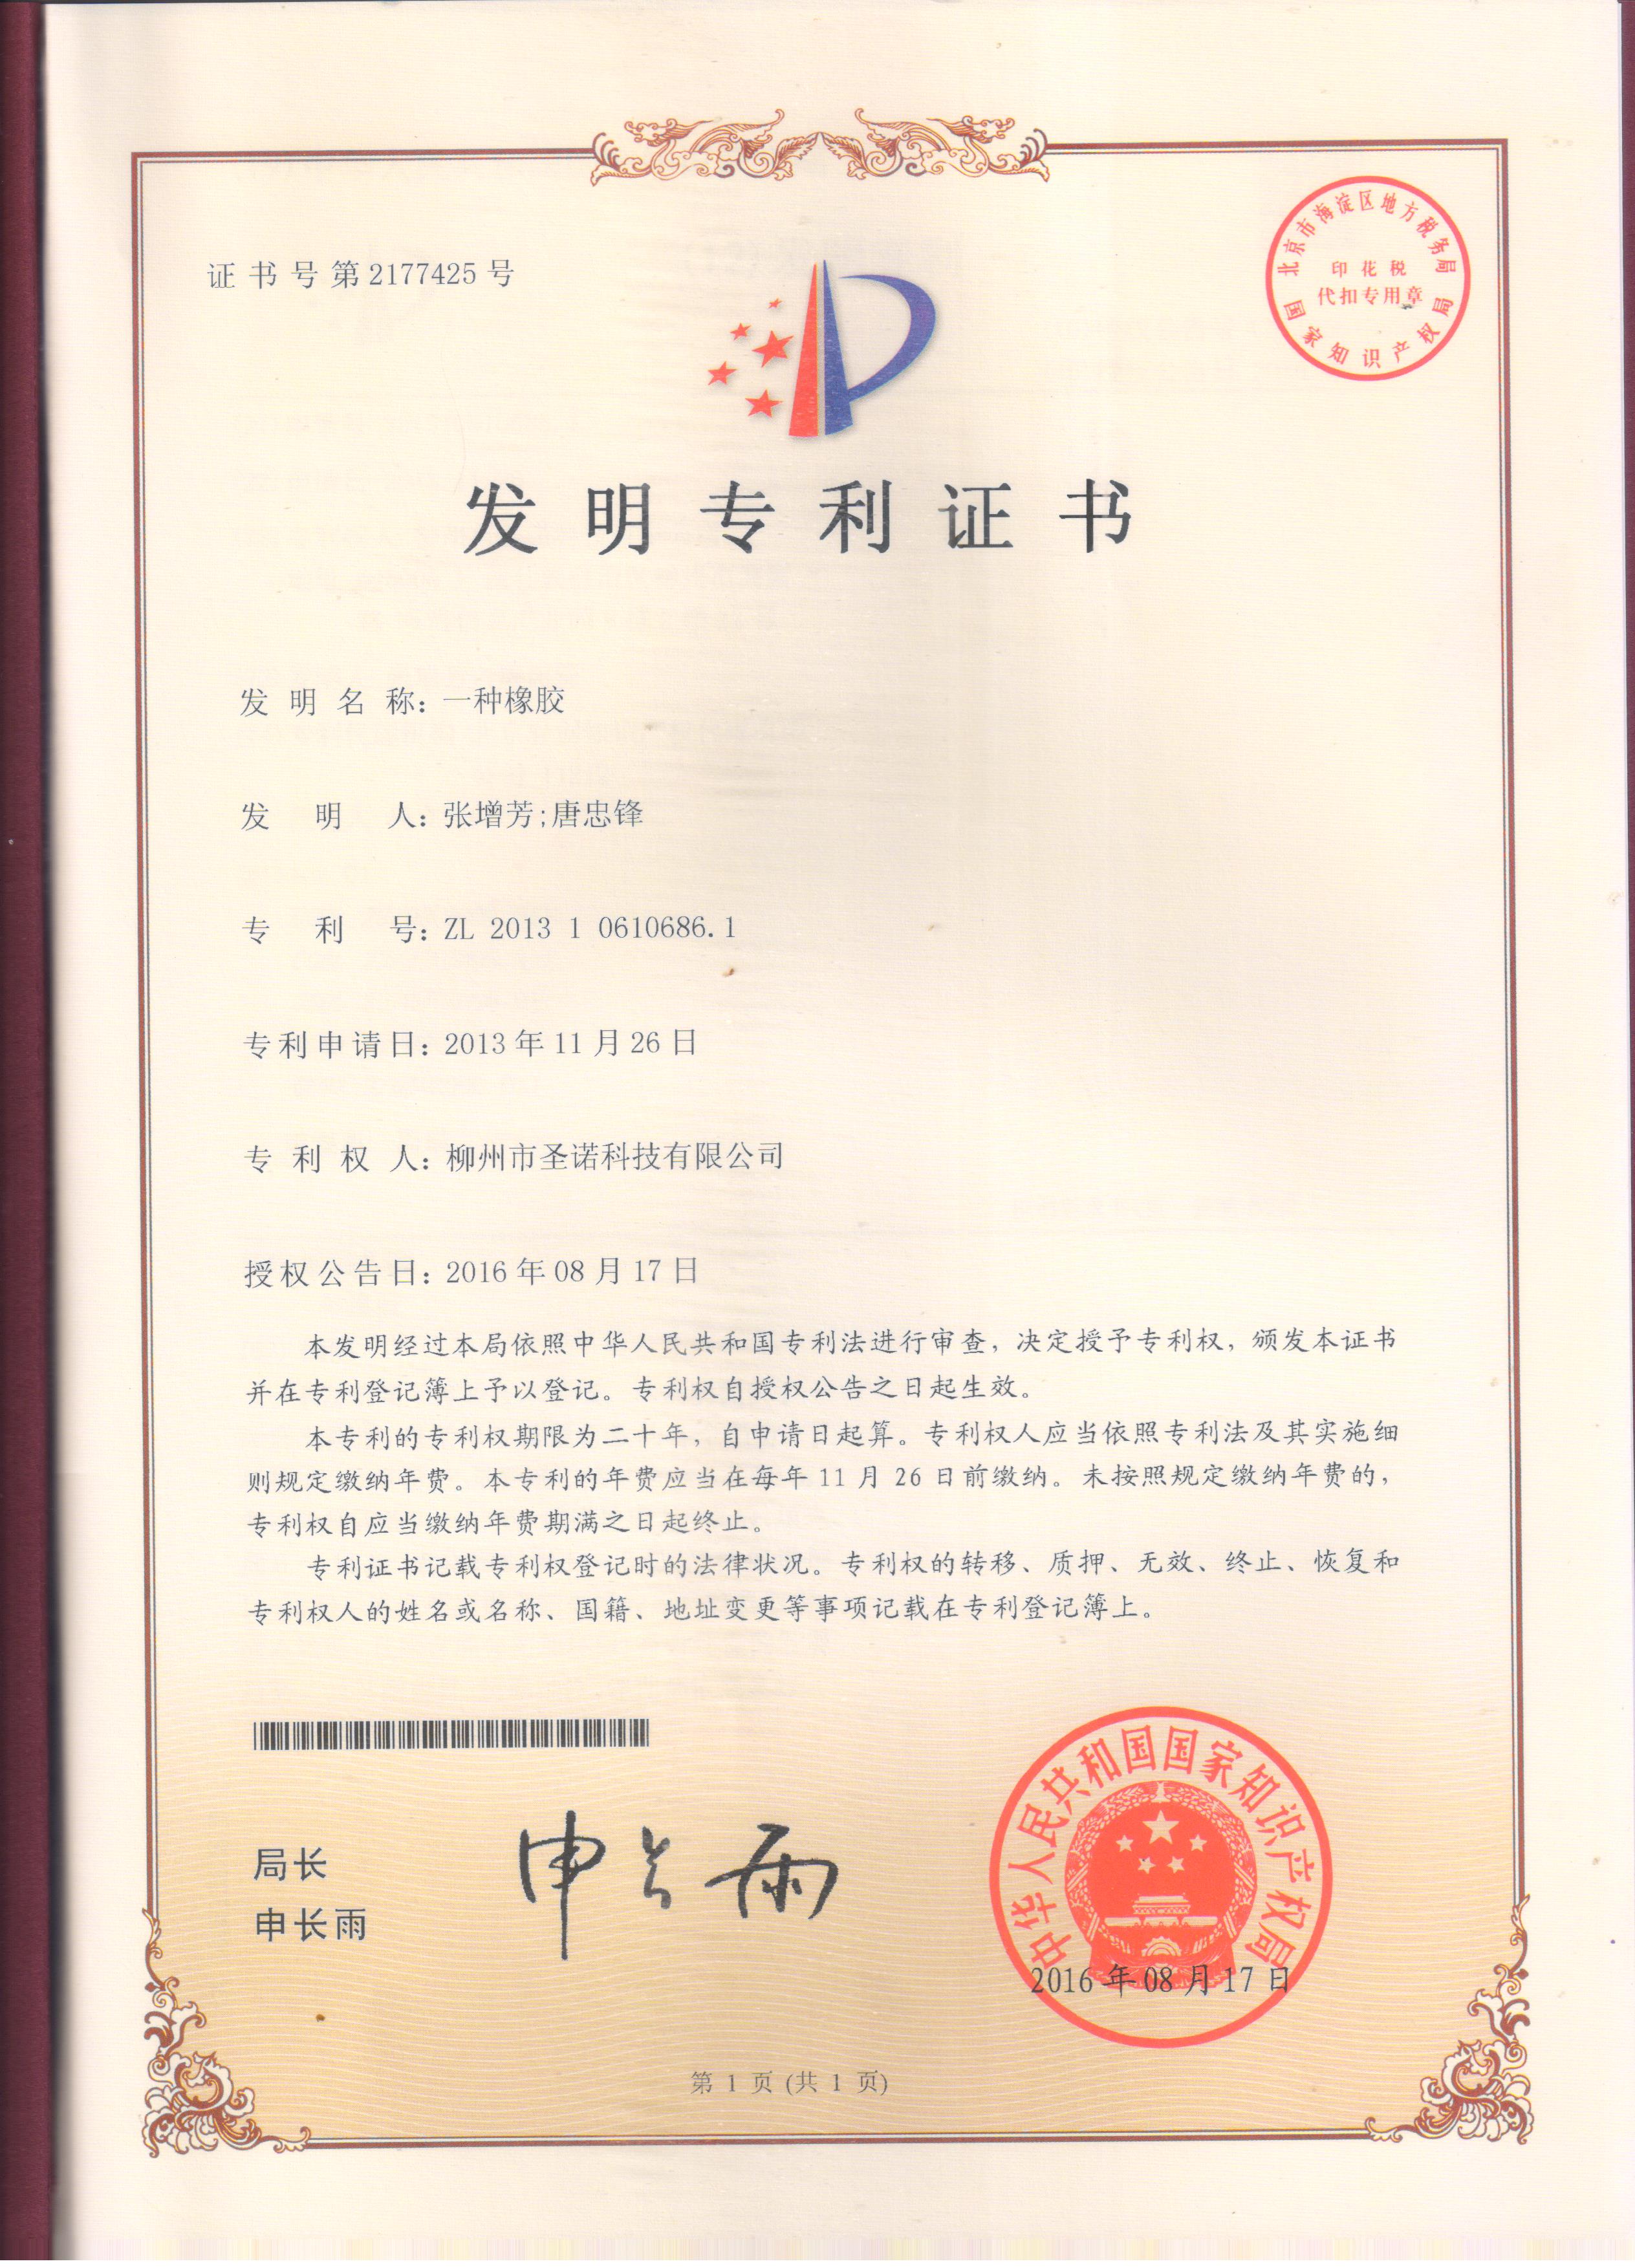 证书号第2177425号
北京市海淀区地方税务局
印花税
代扣专用章
国家知识产权局
发明专利证书
发明名称：一种橡胶
发明人：张增芳;唐忠锋
专利号：ZL 2013 1 0610686.1
专利申请日：2013年11月26日
专利权人：柳州市圣诺科技有限公司
授权公告日：2016年08月17日
本发明经过本局依照中华人民共和国专利法进行审查，决定授予专利权，颁发本证书
并在专利登记簿上予以登记。专利权自授权公告之日起生效。
本专利的专利权期限为二十年，自申请日起算。专利权人应当依照专利法及其实施细
则规定缴纳年费。本专利的年费应当在每年11月26日前缴纳。未按照规定缴纳年费的，
专利权自应当缴纳年费期满之日起终止。
专利证书记载专利权登记时的法律状况。专利权的转移、质押、无效、终止、恢复和
专利权人的姓名或名称、国籍、地址变更等事项记载在专利登记簿上。
局长
申长雨
申长雨
中华人民共和国国家知识产权局
2016年08月17日
第1页(共1页)